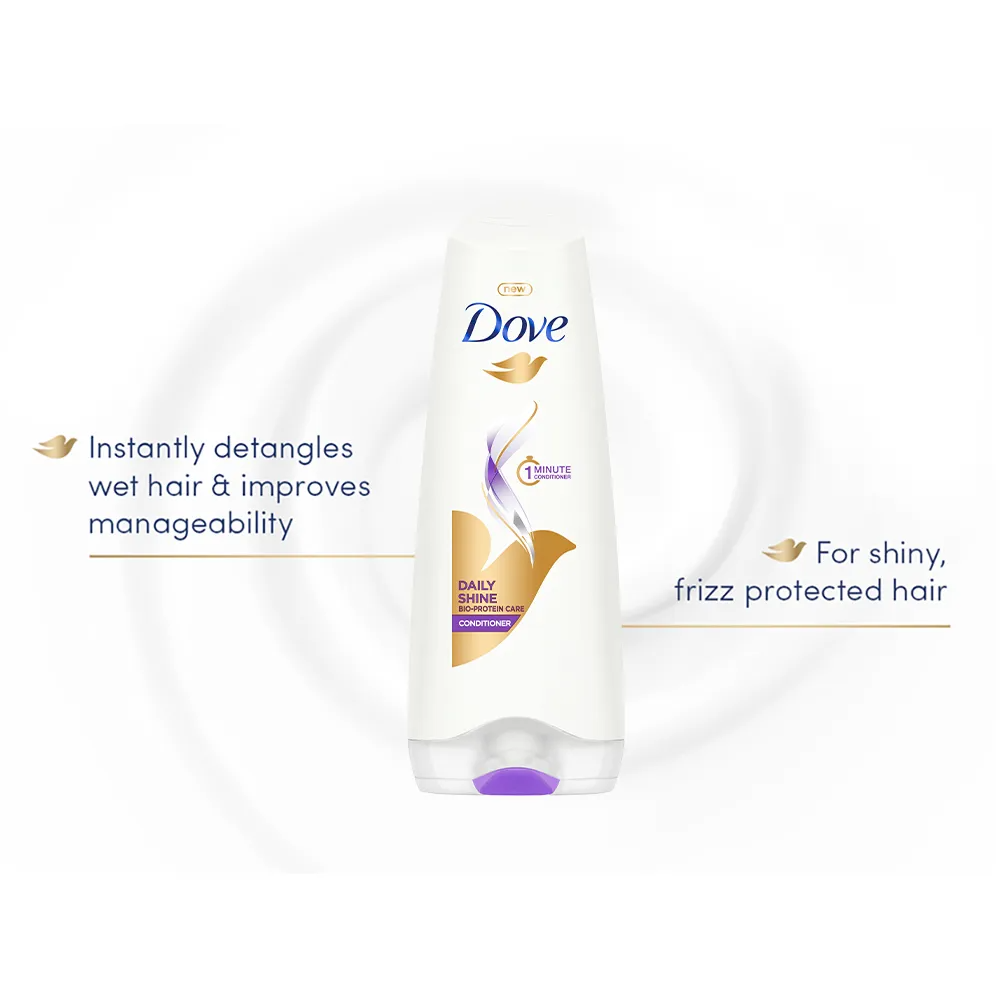 new
Dove
1 MINUTE
CONDITIONER
DAILY
SHINE
BIO-PROTEIN CARE
CONDITIONER
Instantly detangles
wet hair & improves
manageability
For shiny,
frizz protected hair